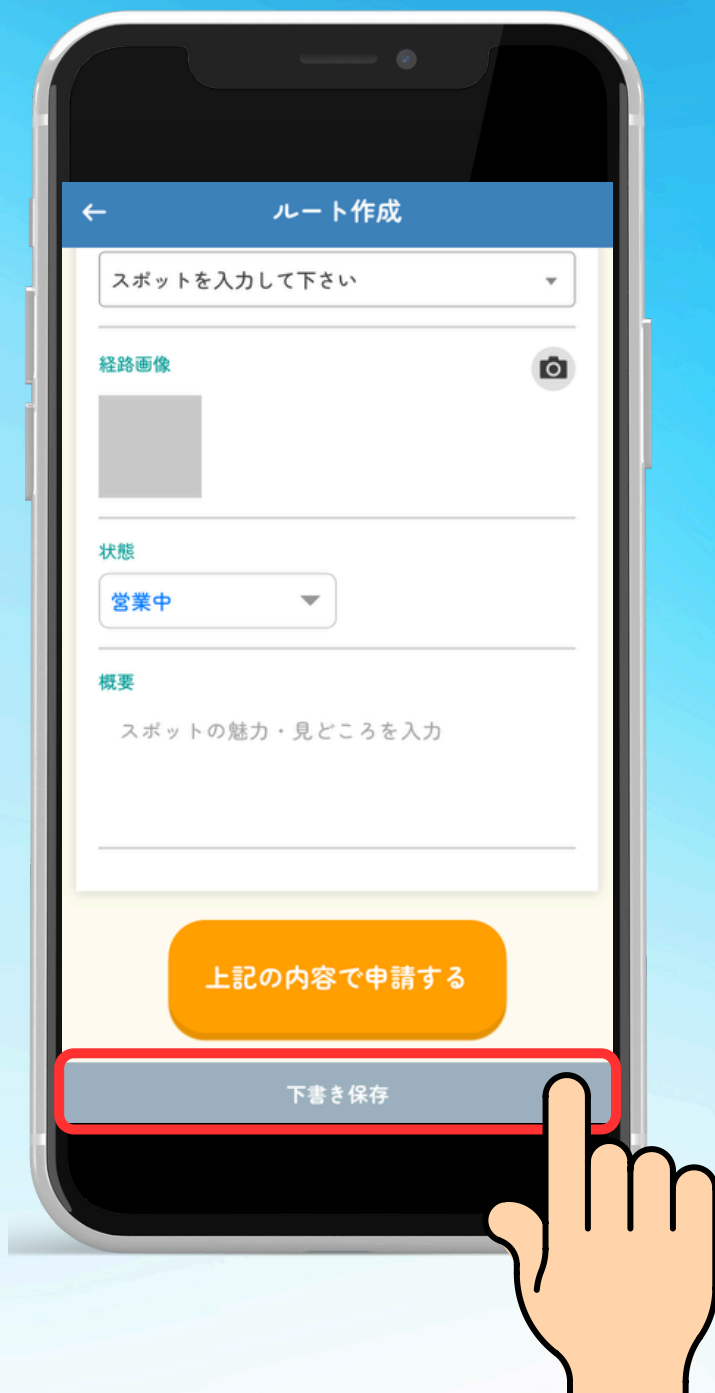 ルート作成
スポットを入力して下さい
経路画像
状態
営業中
概要
スポットの魅力・見どころを入力
上記の内容で申請する
下書き保存